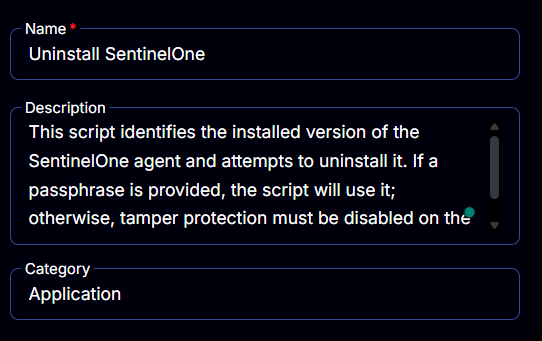 Name *
Uninstall SentinelOne
Description
This script identifies the installed version of the
SentinelOne agent and attempts to uninstall it. If a
passphrase is provided, the script will use it;
otherwise, tamper protection must be disabled on the
Category
Application